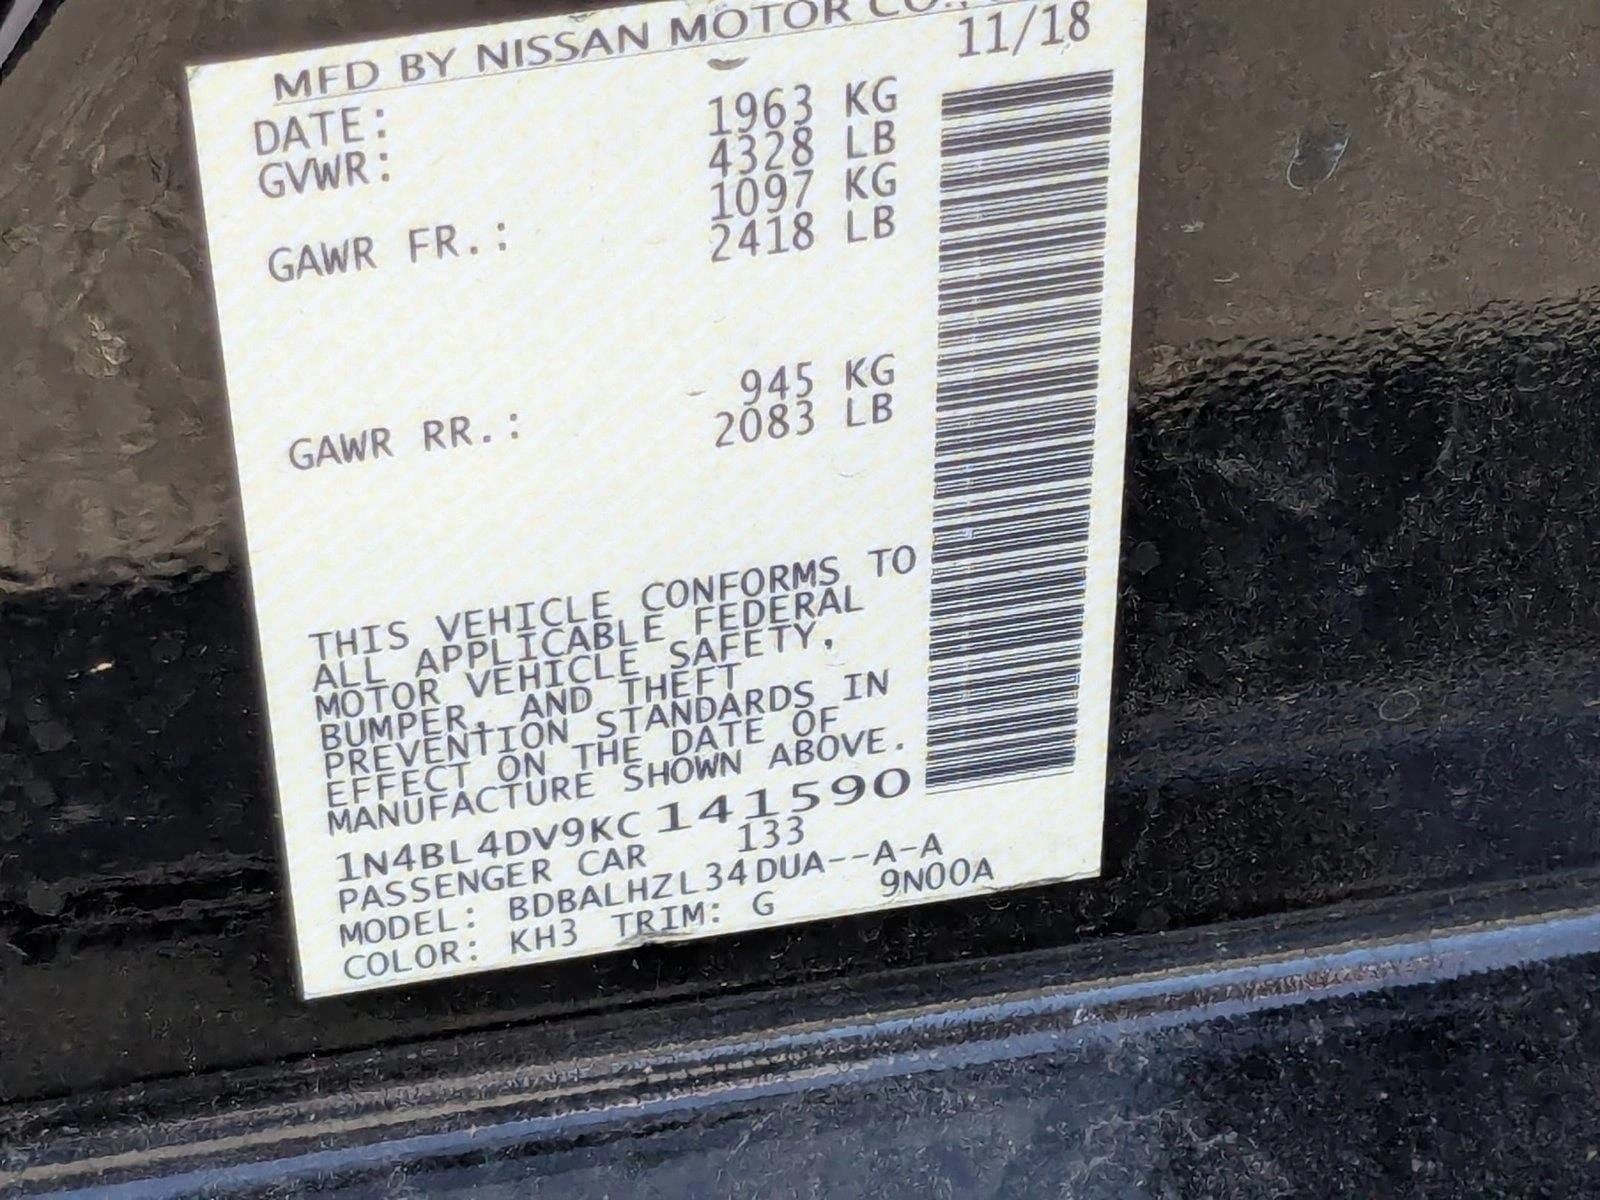 MFD BY NISSAN MOTOR CO.,
DATE: 11/18
GVWR: 1963 KG
4328 LB
GAWR FR.: 1097 KG
2418 LB
GAWR RR.: 945 KG
2083 LB
THIS VEHICLE CONFORMS TO
ALL APPLICABLE FEDERAL
MOTOR VEHICLE SAFETY,
BUMPER, AND THEFT
PREVENTION STANDARDS IN
EFFECT ON THE DATE OF
MANUFACTURE SHOWN ABOVE.
1N4BL4DV9KC141590
PASSENGER CAR 133
MODEL: BDBALHZL34DUA--A-A
COLOR: KH3 TRIM: G 9N00A